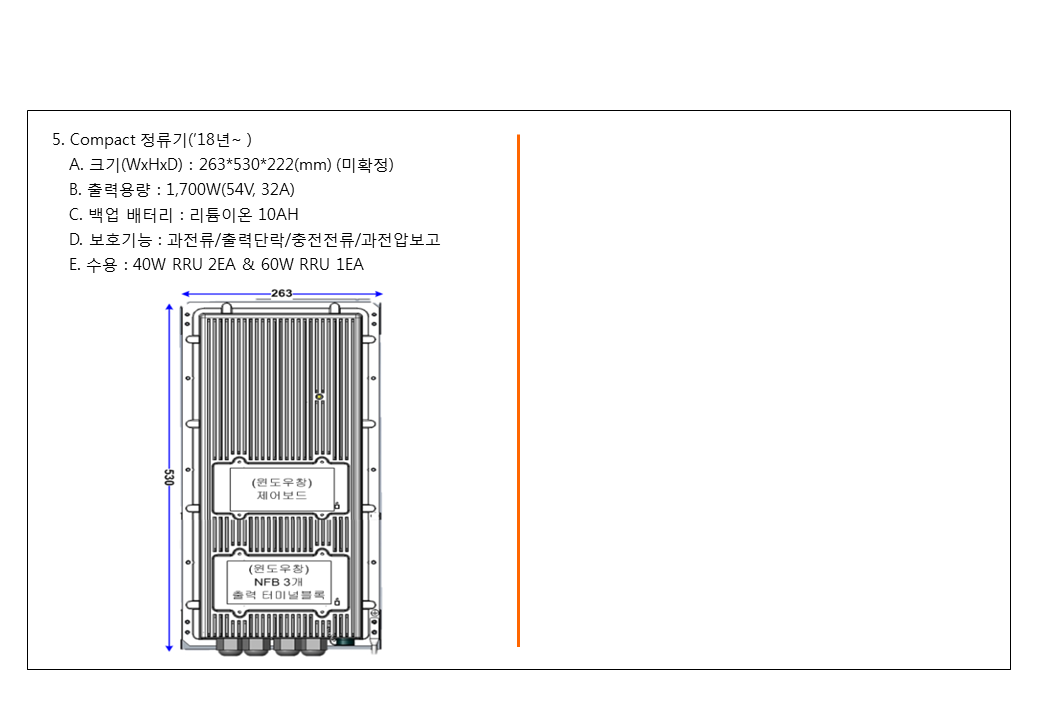 5. Compact 정류기('18년~ )
A. 크기(WxHxD) : 263*530*222(mm) (미확정)
B. 출력용량 : 1,700W(54V, 32A)
C. 백업 배터리 : 리튬이온 10AH
D. 보호기능 : 과전류/출력단락/충전전류/과전압보고
E. 수용 : 40W RRU 2EA & 60W RRU 1EA
263
530
(윈도우창)
제어보드
(윈도우창)
NFB 3개
출력 터미널블록